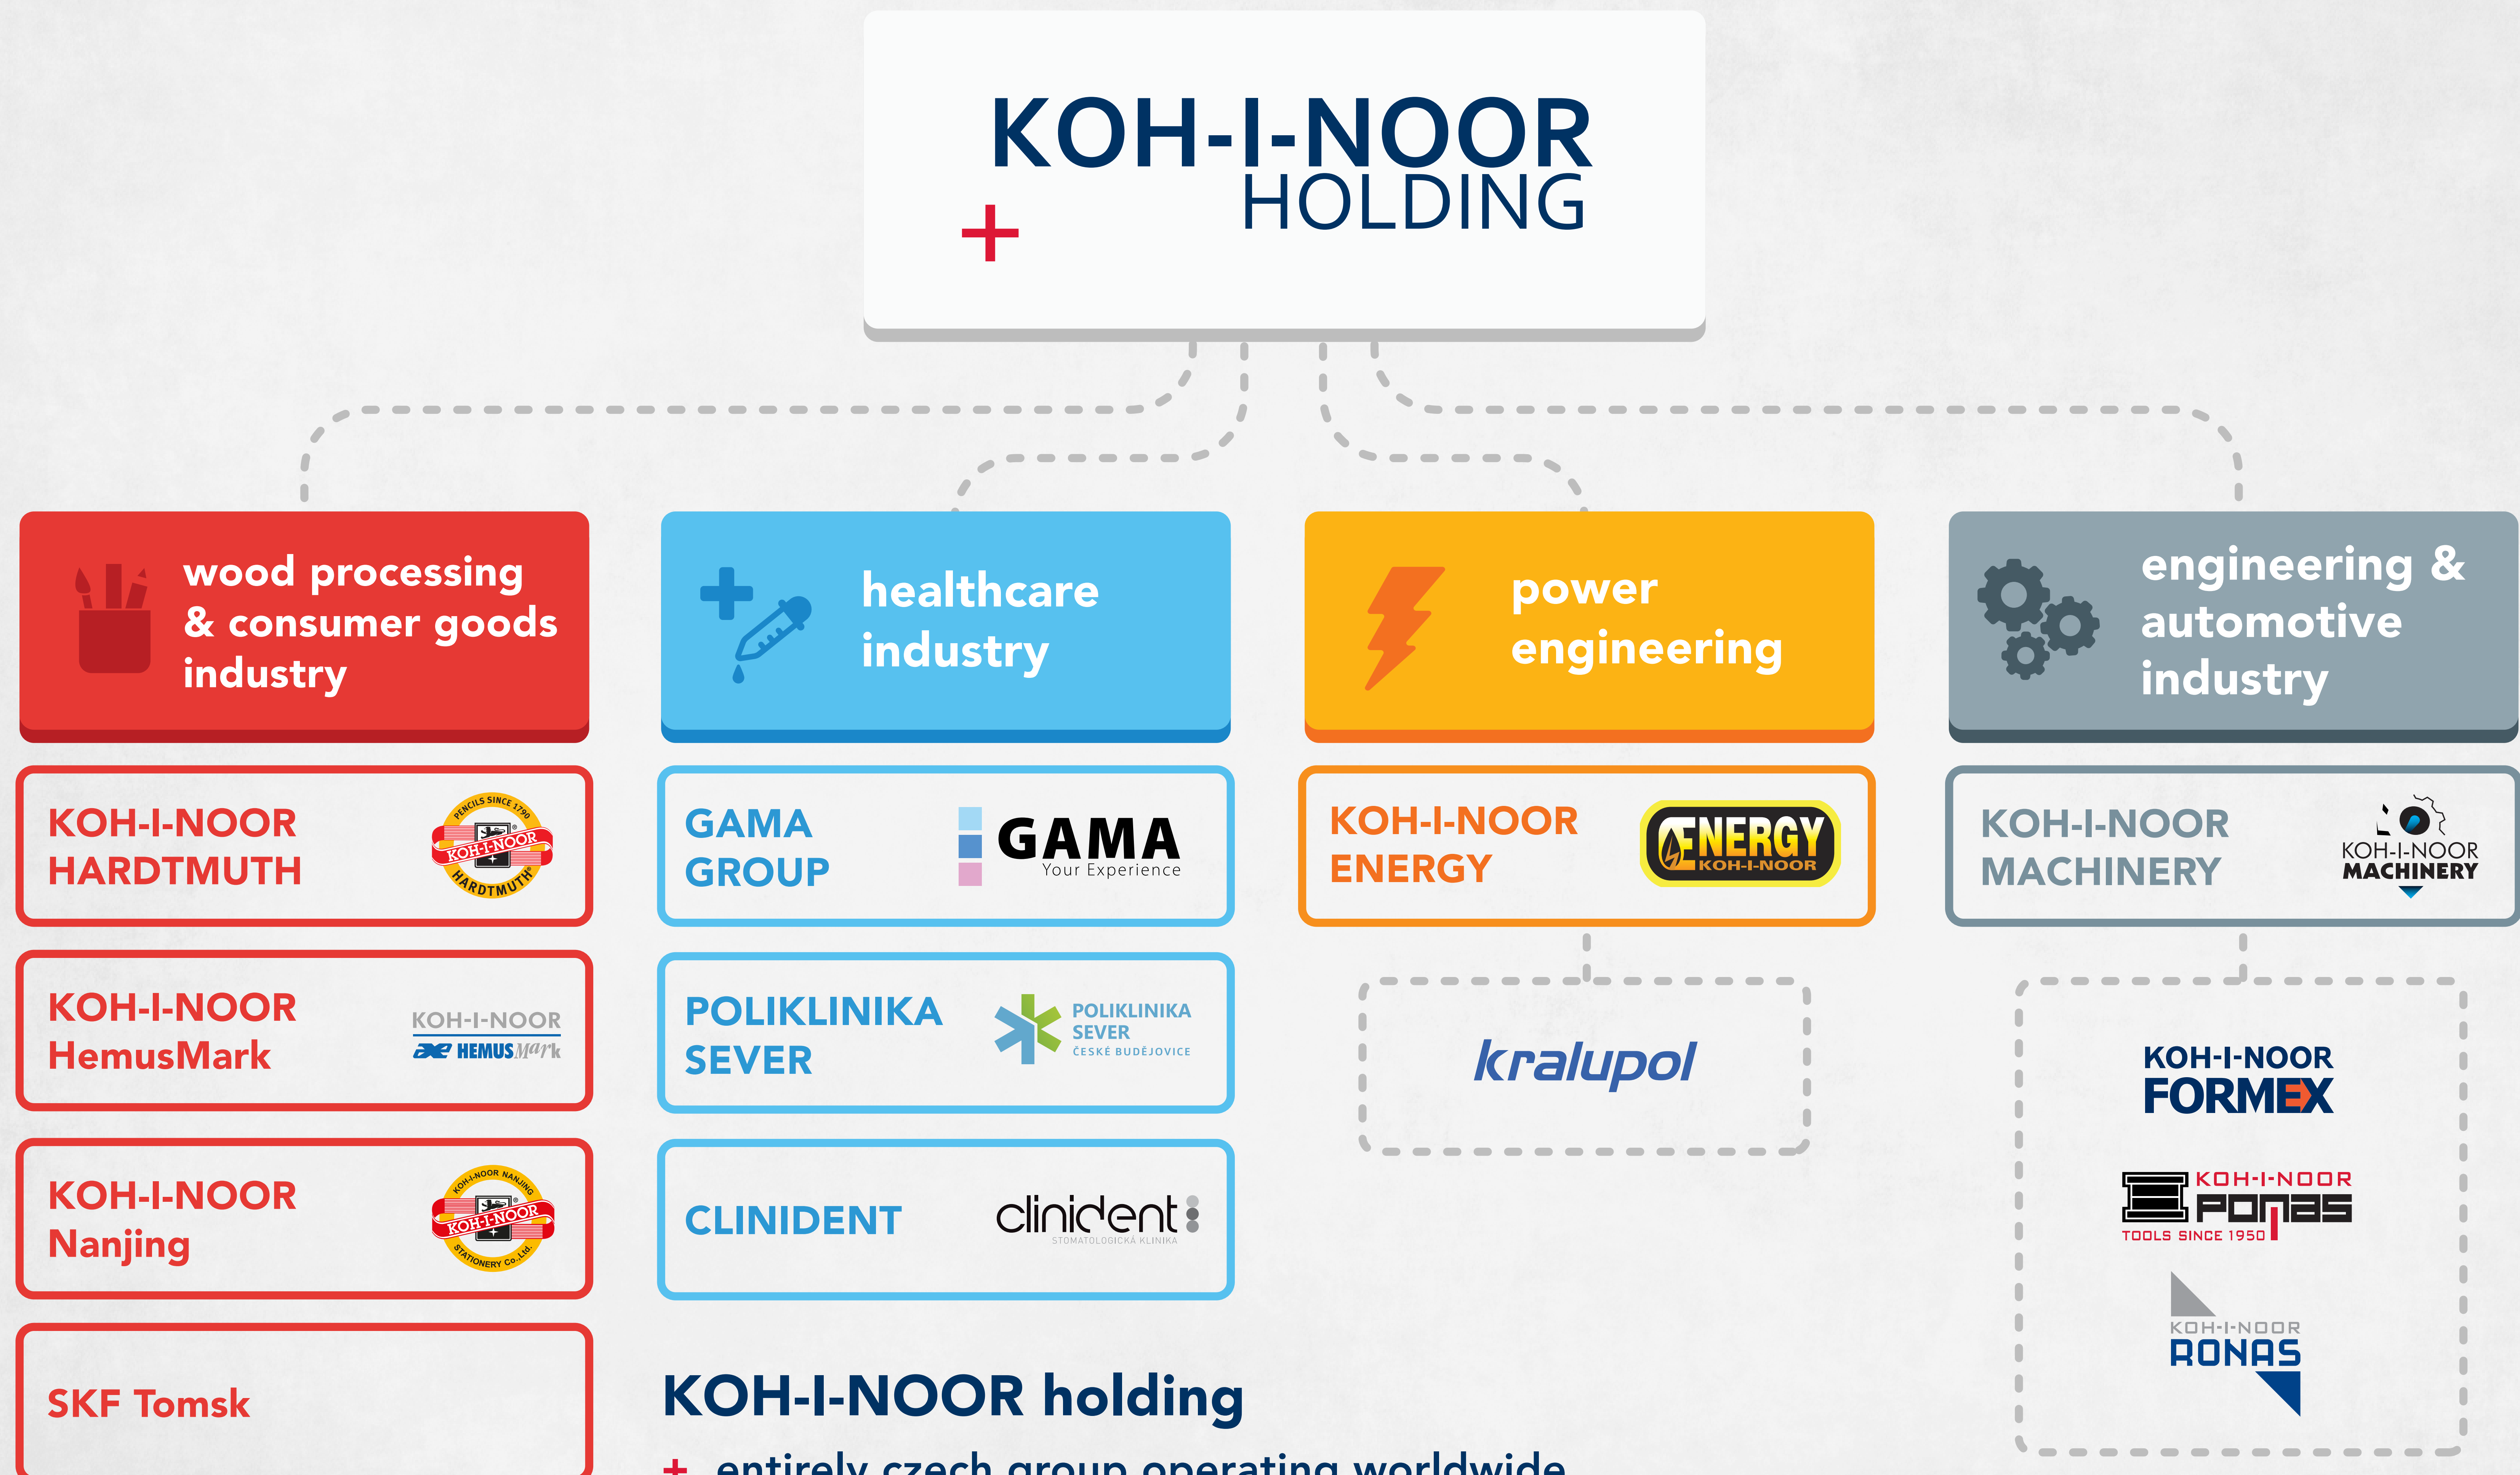 KOH-I-NOOR
HOLDING
+
wood processing
& consumer goods
industry
healthcare
industry
power
engineering
engineering &
automotive
industry
KOH-I-NOOR
HARDTMUTH
PENCILS SINCE 1790
KOH-I-NOOR®
HARDTMUTH®
KOH-I-NOOR
HemusMark
KOH-I-NOOR
HEMUSMark
KOH-I-NOOR
Nanjing
KOH-I-NOOR NANJING
KOH-I-NOOR®
STATIONERY Co.,Ltd.
SKF Tomsk
GAMA
GROUP
GAMA
Your Experience
POLIKLINIKA
SEVER
POLIKLINIKA
SEVER
ČESKÉ BUDĚJOVICE
CLINIDENT
clinident
STOMATOLOGICKÁ KLINIKA
KOH-I-NOOR
ENERGY
ENERGY
KOH-I-NOOR
kralupol
KOH-I-NOOR
MACHINERY
KOH-I-NOOR
MACHINERY
KOH-I-NOOR
FORMEX
KOH-I-NOOR
PONAS
TOOLS SINCE 1950
KOH-I-NOOR
RONAS
KOH-I-NOOR holding
+ entirely czech group operating worldwide